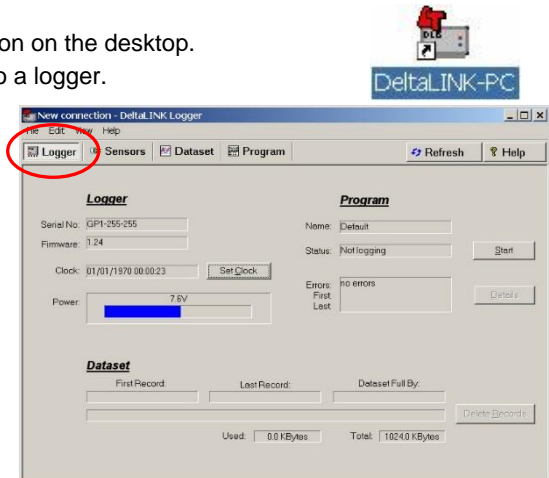 on on the desktop.
o a logger.
DLG
DeltaLINK-PC
New connection - DeltaLINK Logger
File Edit View Help
Logger Sensors Dataset Program Refresh Help
Logger Program
Serial No: GP1-255-255 Name: Default
Firmware: 1.24 Status: Not logging Start
Clock: 01/01/1970 00:00:23 Set Clock
Errors: no errors
First
Last
Details
Power: 7.6V
Dataset
First Record: Last Record: Dataset Full By:
Delete Records
Used: 0.0 KBytes Total: 1024.0 KBytes